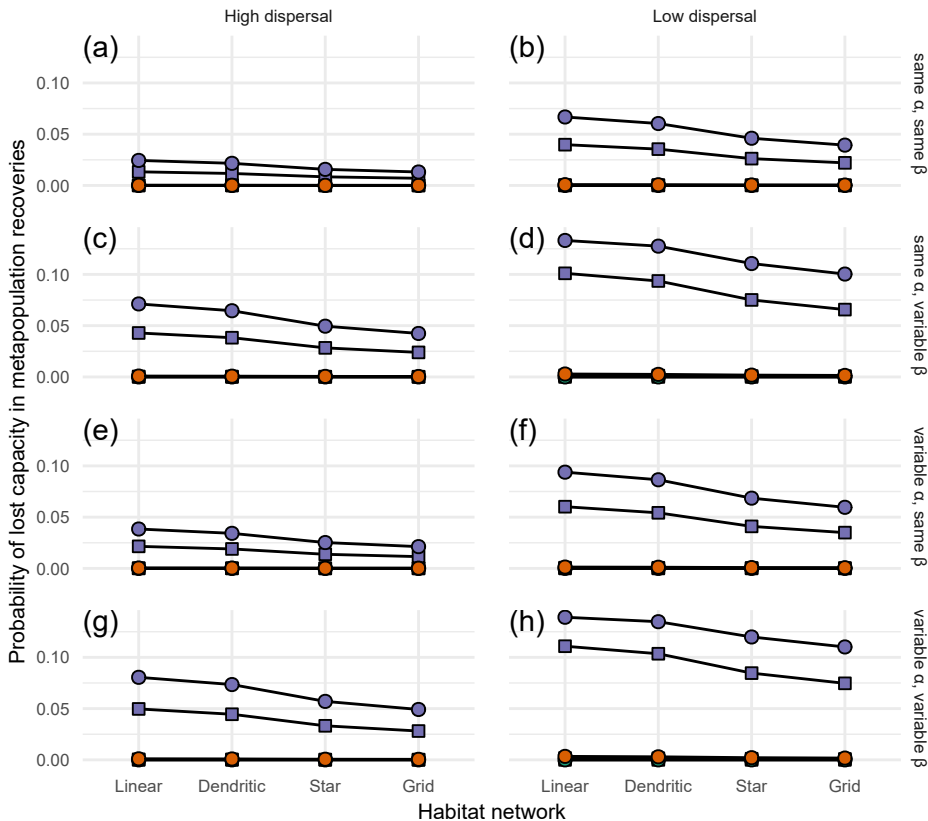 High dispersal
Low dispersal
Probability of lost capacity in metapopulation recoveries
(a)
0.10
0.05
0.00
(b)
same α, same β
(c)
0.10
0.05
0.00
(d)
same α, variable β
(e)
0.10
0.05
0.00
(f)
variable α, same β
(g)
0.10
0.05
0.00
(h)
variable α, variable β
Linear Dendritic Star Grid
Linear Dendritic Star Grid
Habitat network